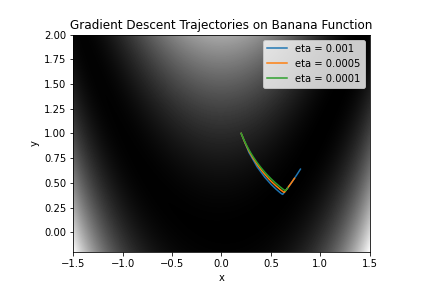 Gradient Descent Trajectories on Banana Function
eta = 0.001
eta = 0.0005
eta = 0.0001
2.00
1.75
1.50
1.25
1.00
0.75
0.50
0.25
0.00
y
−1.5 −1.0 −0.5 0.0 0.5 1.0 1.5
x